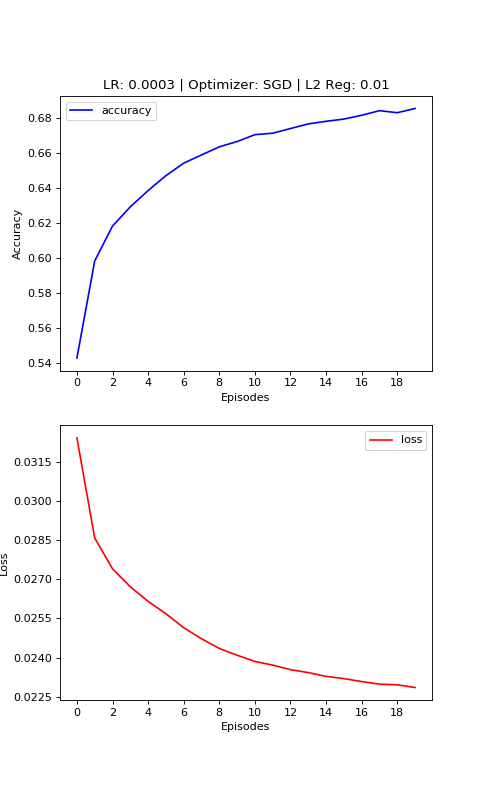 LR: 0.0003 | Optimizer: SGD | L2 Reg: 0.01
accuracy
0.68
0.66
0.64
0.62
0.60
0.58
0.56
0.54
Accuracy
0 2 4 6 8 10 12 14 16 18
Episodes
loss
0.0315
0.0300
0.0285
0.0270
0.0255
0.0240
0.0225
Loss
0 2 4 6 8 10 12 14 16 18
Episodes